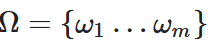 Ω = {ω₁ … ωₘ}